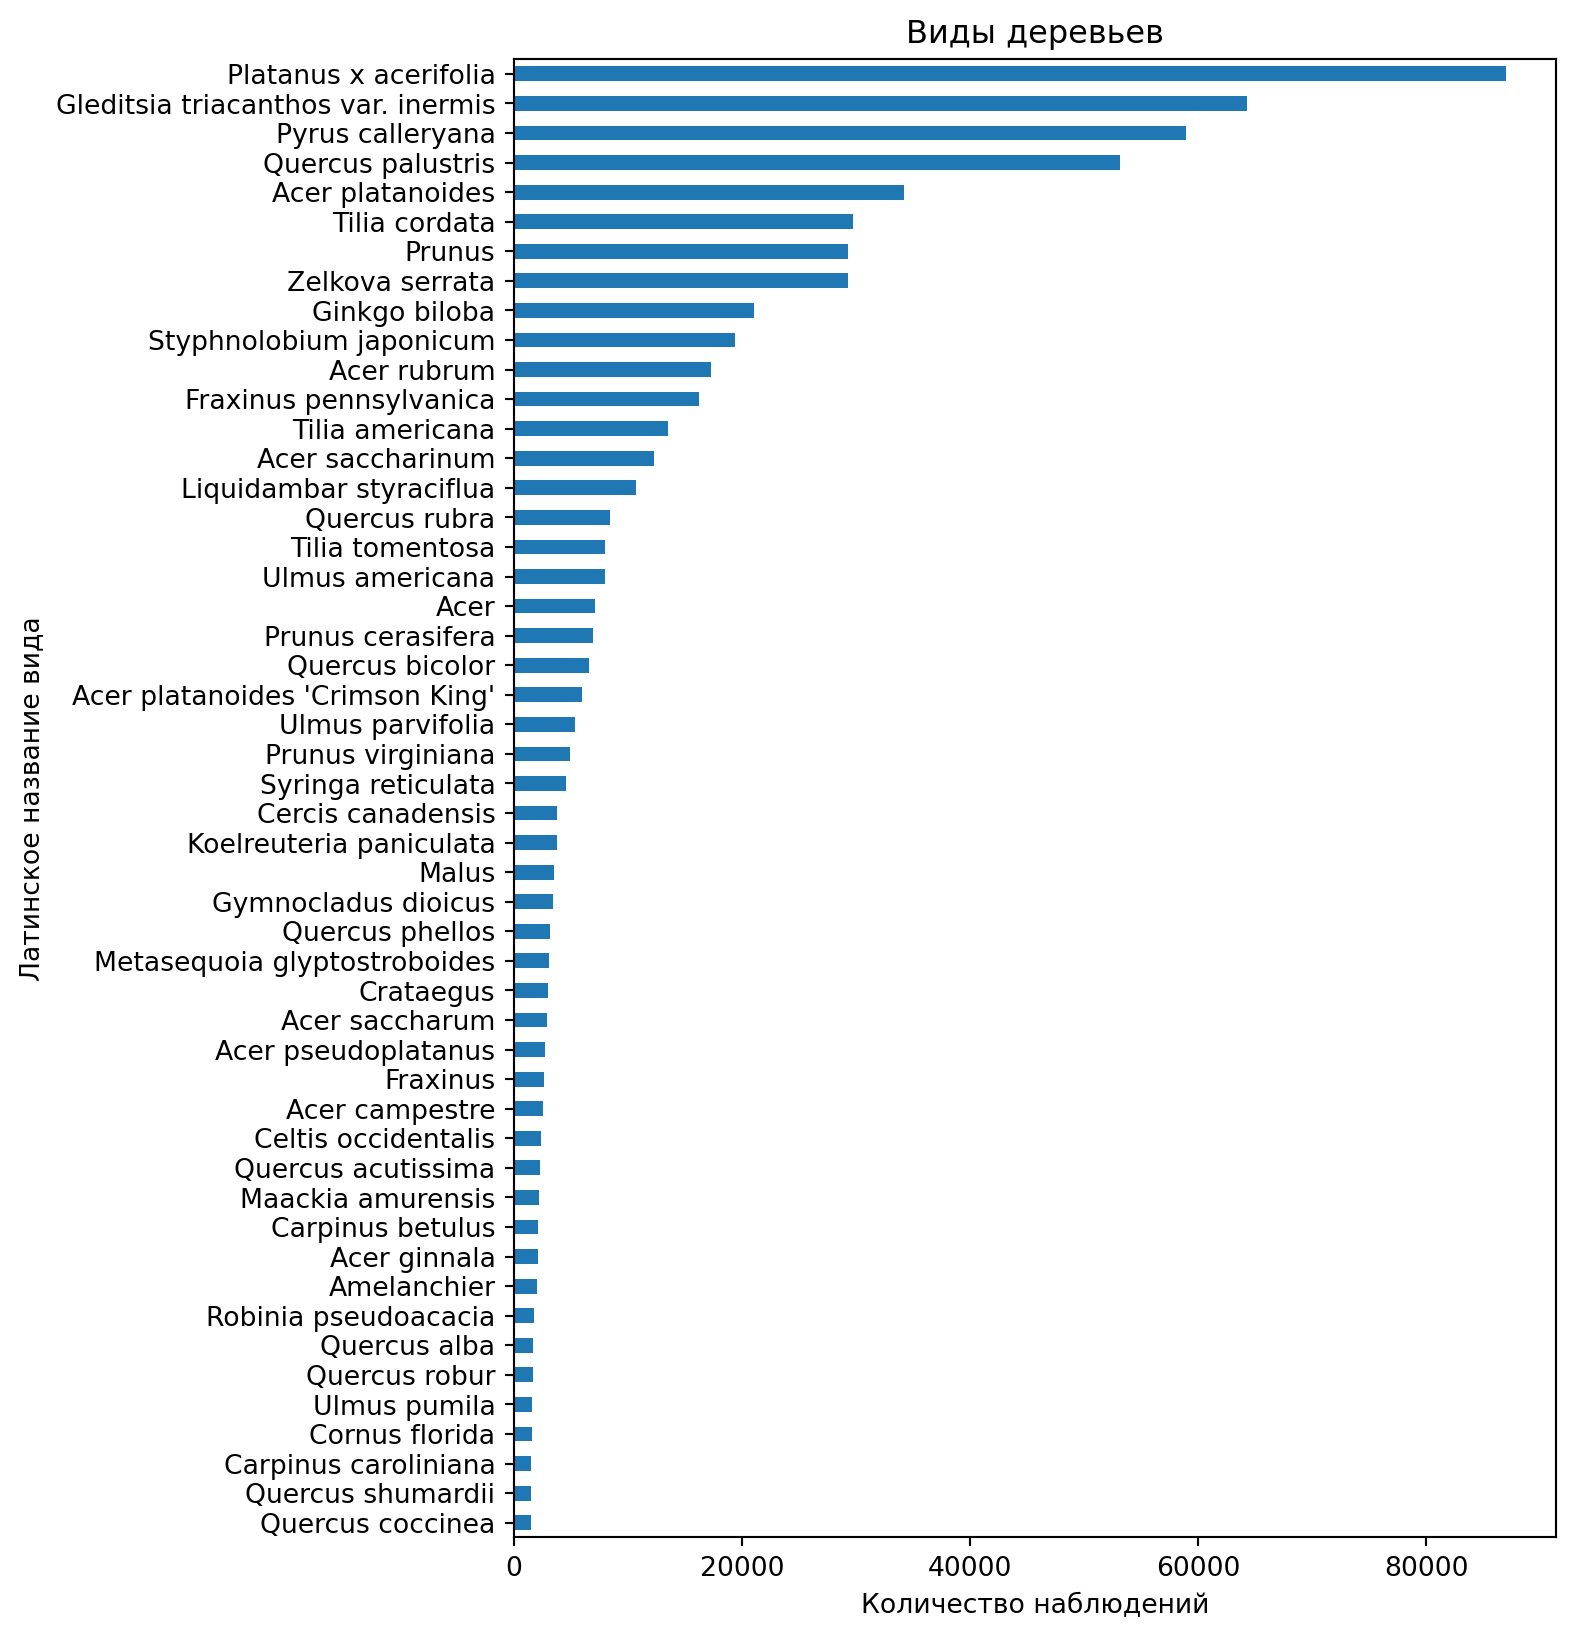 Виды деревьев
Platanus x acerifolia
Gleditsia triacanthos var. inermis
Pyrus calleryana
Quercus palustris
Acer platanoides
Tilia cordata
Prunus
Zelkova serrata
Ginkgo biloba
Styphnolobium japonicum
Acer rubrum
Fraxinus pennsylvanica
Tilia americana
Acer saccharinum
Liquidambar styraciflua
Quercus rubra
Tilia tomentosa
Ulmus americana
Acer
Prunus cerasifera
Quercus bicolor
Acer platanoides 'Crimson King'
Ulmus parvifolia
Prunus virginiana
Syringa reticulata
Cercis canadensis
Koelreuteria paniculata
Malus
Gymnocladus dioicus
Quercus phellos
Metasequoia glyptostroboides
Crataegus
Acer saccharum
Acer pseudoplatanus
Fraxinus
Acer campestre
Celtis occidentalis
Quercus acutissima
Maackia amurensis
Carpinus betulus
Acer ginnala
Amelanchier
Robinia pseudoacacia
Quercus alba
Quercus robur
Ulmus pumila
Cornus florida
Carpinus caroliniana
Quercus shumardii
Quercus coccinea
Латинское название вида
0 20000 40000 60000 80000
Количество наблюдений